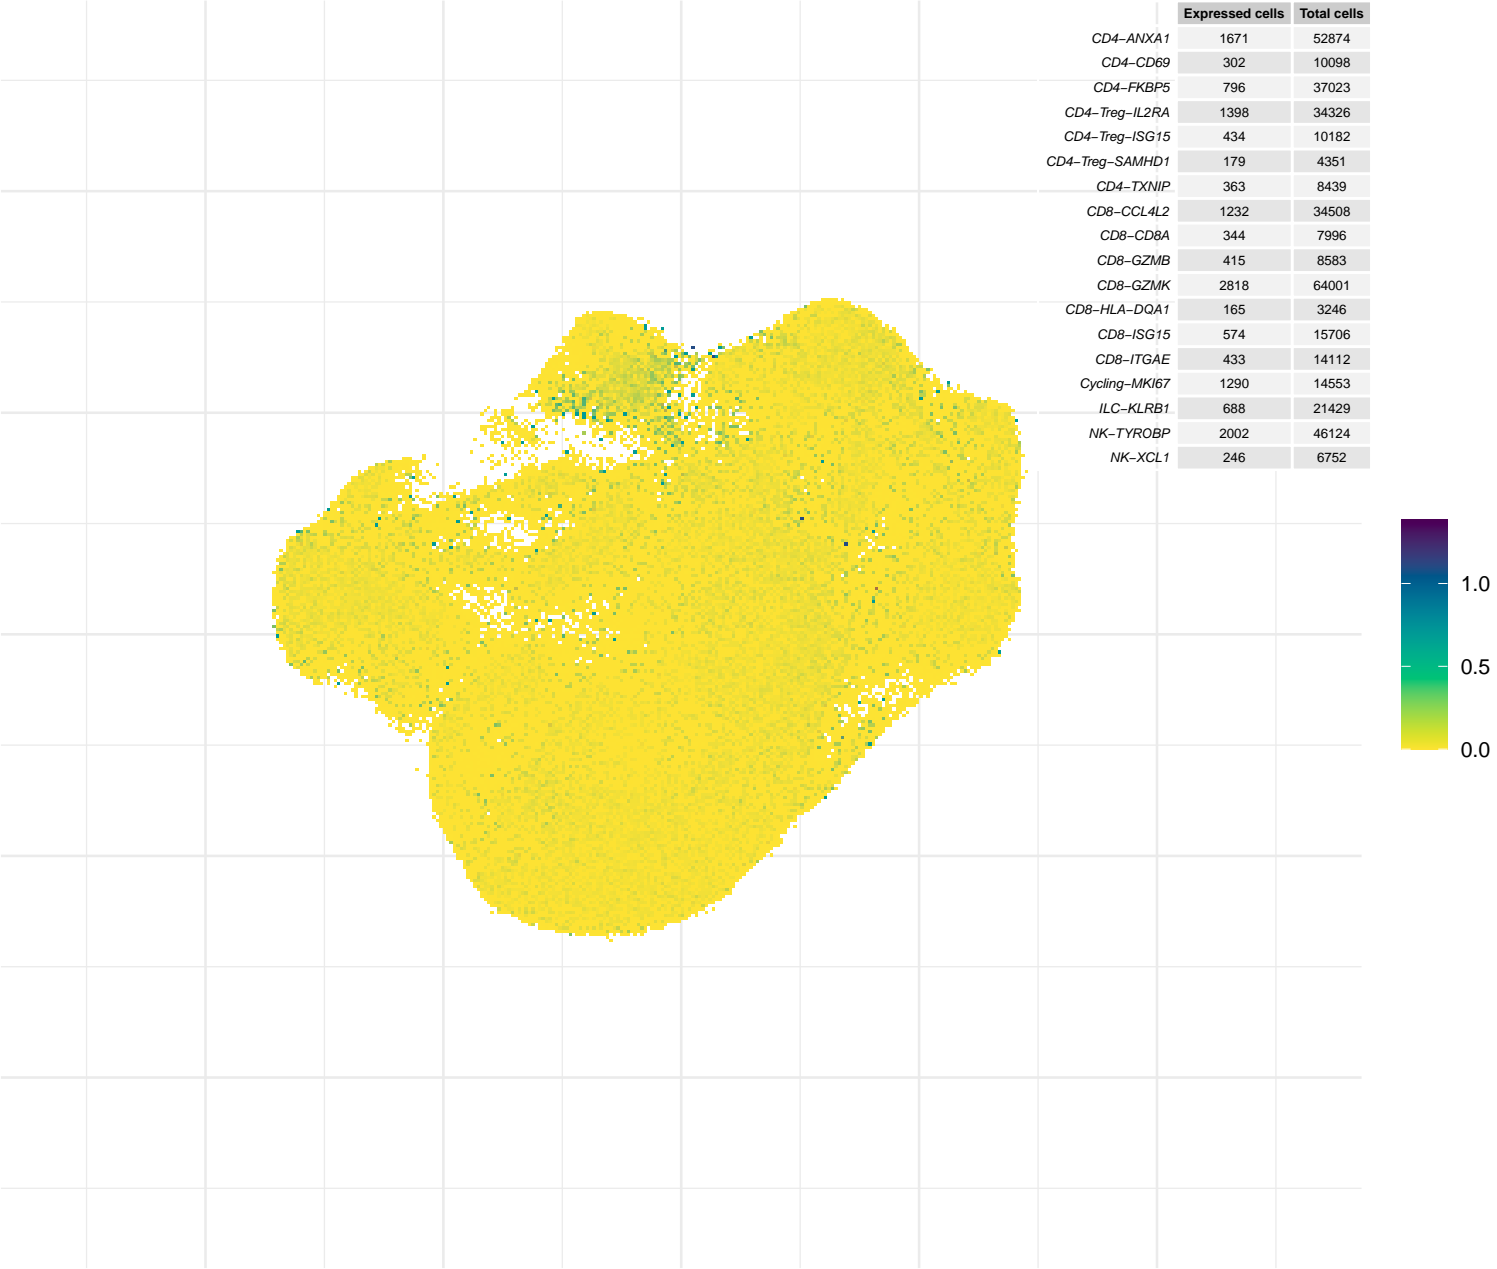 Expressed cells Total cells
CD4−ANXA1 1671 52874
CD4−CD69 302 10098
CD4−FKBP5 796 37023
CD4−Treg−IL2RA 1398 34326
CD4−Treg−ISG15 434 10182
CD4−Treg−SAMHD1 179 4351
CD4−TXNIP 363 8439
CD8−CCL4L2 1232 34508
CD8−CD8A 344 7996
CD8−GZMB 415 8583
CD8−GZMK 2818 64001
CD8−HLA−DQA1 165 3246
CD8−ISG15 574 15706
CD8−ITGAE 433 14112
Cycling−MKI67 1290 14553
ILC−KLRB1 688 21429
NK−TYROBP 2002 46124
NK−XCL1 246 6752
1.0
0.5
0.0